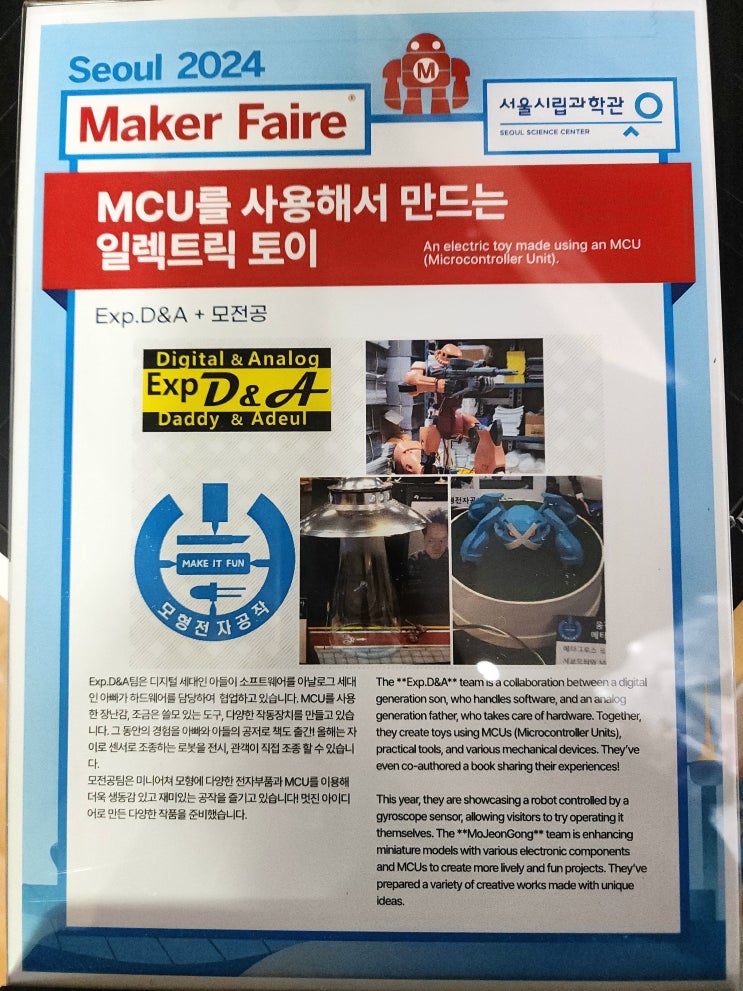 Seoul 2024
Maker Faire®
M
서울시립과학관
SEOUL SCIENCE CENTER
MCU를 사용해서 만드는
일렉트릭 토이
An electric toy made using an MCU
(Microcontroller Unit).
Exp.D&A + 모전공
Digital & Analog
Exp D & A
Daddy & Adeul
MAKE IT FUN
모형전자공작
형전자공
메타그로스
Exp.D&A팀은 디지털 세대인 아들이 소프트웨어를 아날로그 세대
인 아빠가 하드웨어를 담당하여 협업하고 있습니다. MCU를 사용
한 장난감, 조금은 쓸모 있는 도구, 다양한 작동장치를 만들고 있습
니다. 그 동안의 경험을 아빠와 아들의 공저로 책도 출간! 올해는 자
이로 센서로 조종하는 로봇을 전시, 관객이 직접 조종 할 수 있습니
다.
모전공팀은 미니어쳐 모형에 다양한 전자부품과 MCU를 이용해
더욱 생동감 있고 재미있는 공작을 즐기고 있습니다! 멋진 아이디
어로 만든 다양한 작품을 준비했습니다.
The **Exp.D&A** team is a collaboration between a digital
generation son, who handles software, and an analog
generation father, who takes care of hardware. Together,
they create toys using MCUs (Microcontroller Units),
practical tools, and various mechanical devices. They've
even co-authored a book sharing their experiences!
This year, they are showcasing a robot controlled by a
gyroscope sensor, allowing visitors to try operating it
themselves. The **MoJeonGong** team is enhancing
miniature models with various electronic components
and MCUs to create more lively and fun projects. They've
prepared a variety of creative works made with unique
ideas.